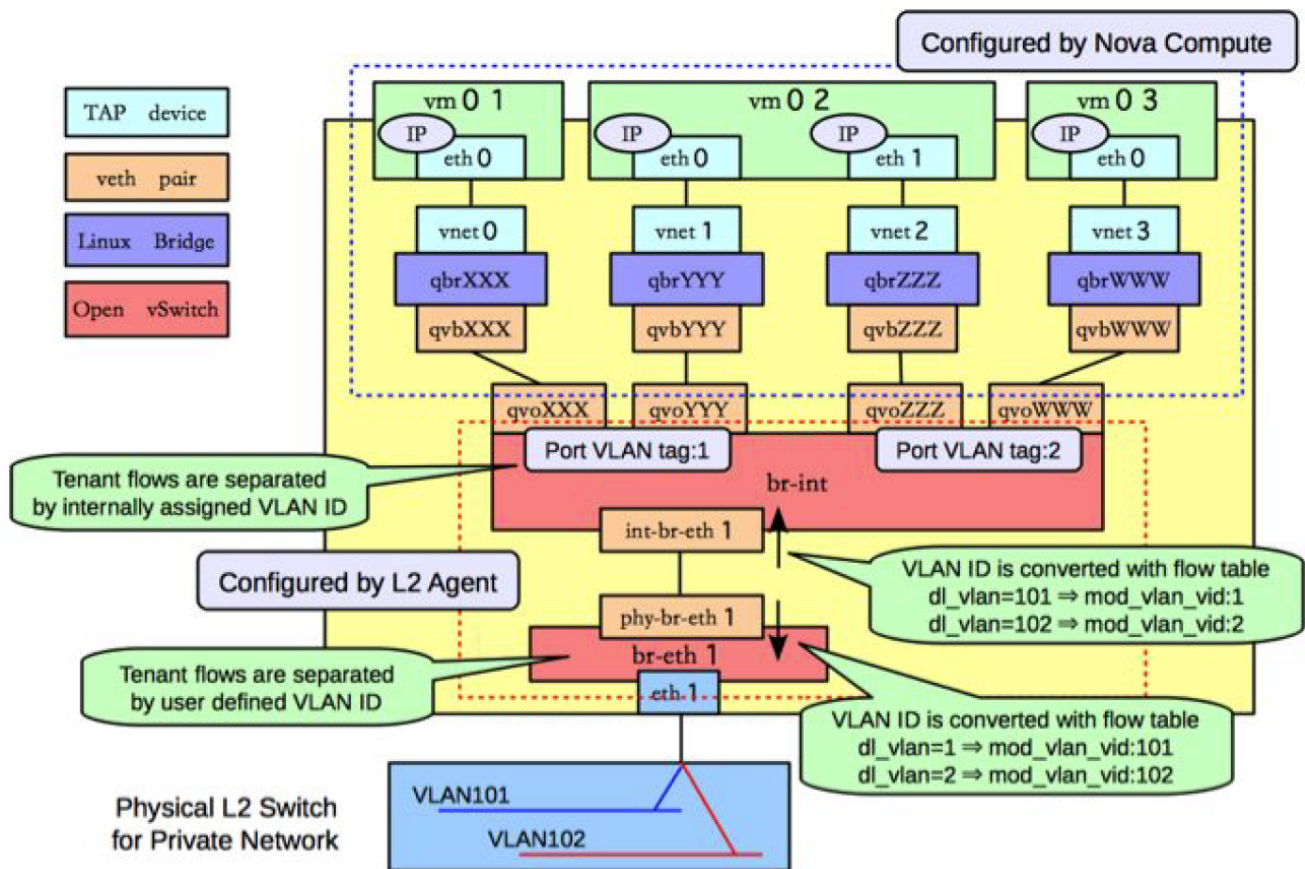 Configured by Nova Compute
TAP device
veth pair
Linux Bridge
Open vSwitch
vm 0 1
vm 0 2
vm 0 3
IP
IP
IP
IP
eth 0
eth 0
eth 1
eth 0
vnet 0
vnet 1
vnet 2
vnet 3
qbrXXX
qbrYYY
qbrZZZ
qbrWWW
qvbXXX
qvbYYY
qvbZZZ
qvbWWW
qvoXXX
qvoYYY
qvoZZZ
qvoWWW
Port VLAN tag:1
Port VLAN tag:2
br-int
Tenant flows are separated
by internally assigned VLAN ID
int-br-eth 1
Configured by L2 Agent
VLAN ID is converted with flow table
dl_vlan=101 ⇒ mod_vlan_vid:1
dl_vlan=102 ⇒ mod_vlan_vid:2
phy-br-eth 1
br-eth 1
Tenant flows are separated
by user defined VLAN ID
eth 1
VLAN ID is converted with flow table
dl_vlan=1 ⇒ mod_vlan_vid:101
dl_vlan=2 ⇒ mod_vlan_vid:102
Physical L2 Switch
for Private Network
VLAN101
VLAN102